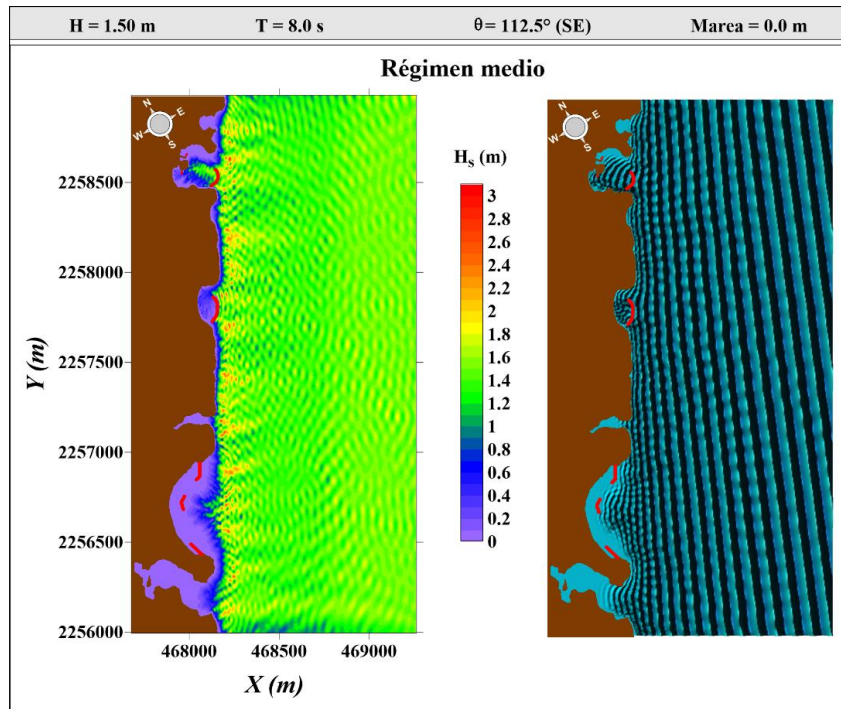 H = 1.50 m T = 8.0 s θ = 112.5° (SE) Marea = 0.0 m
Régimen medio
N
E
W
S
N
E
W
S
Hs (m)
3
2.8
2.6
2.4
2.2
2
1.8
1.6
1.4
1.2
1
0.8
0.6
0.4
0.2
0
Y (m)
2258500
2258000
2257500
2257000
2256500
2256000
468000 468500 469000
X (m)